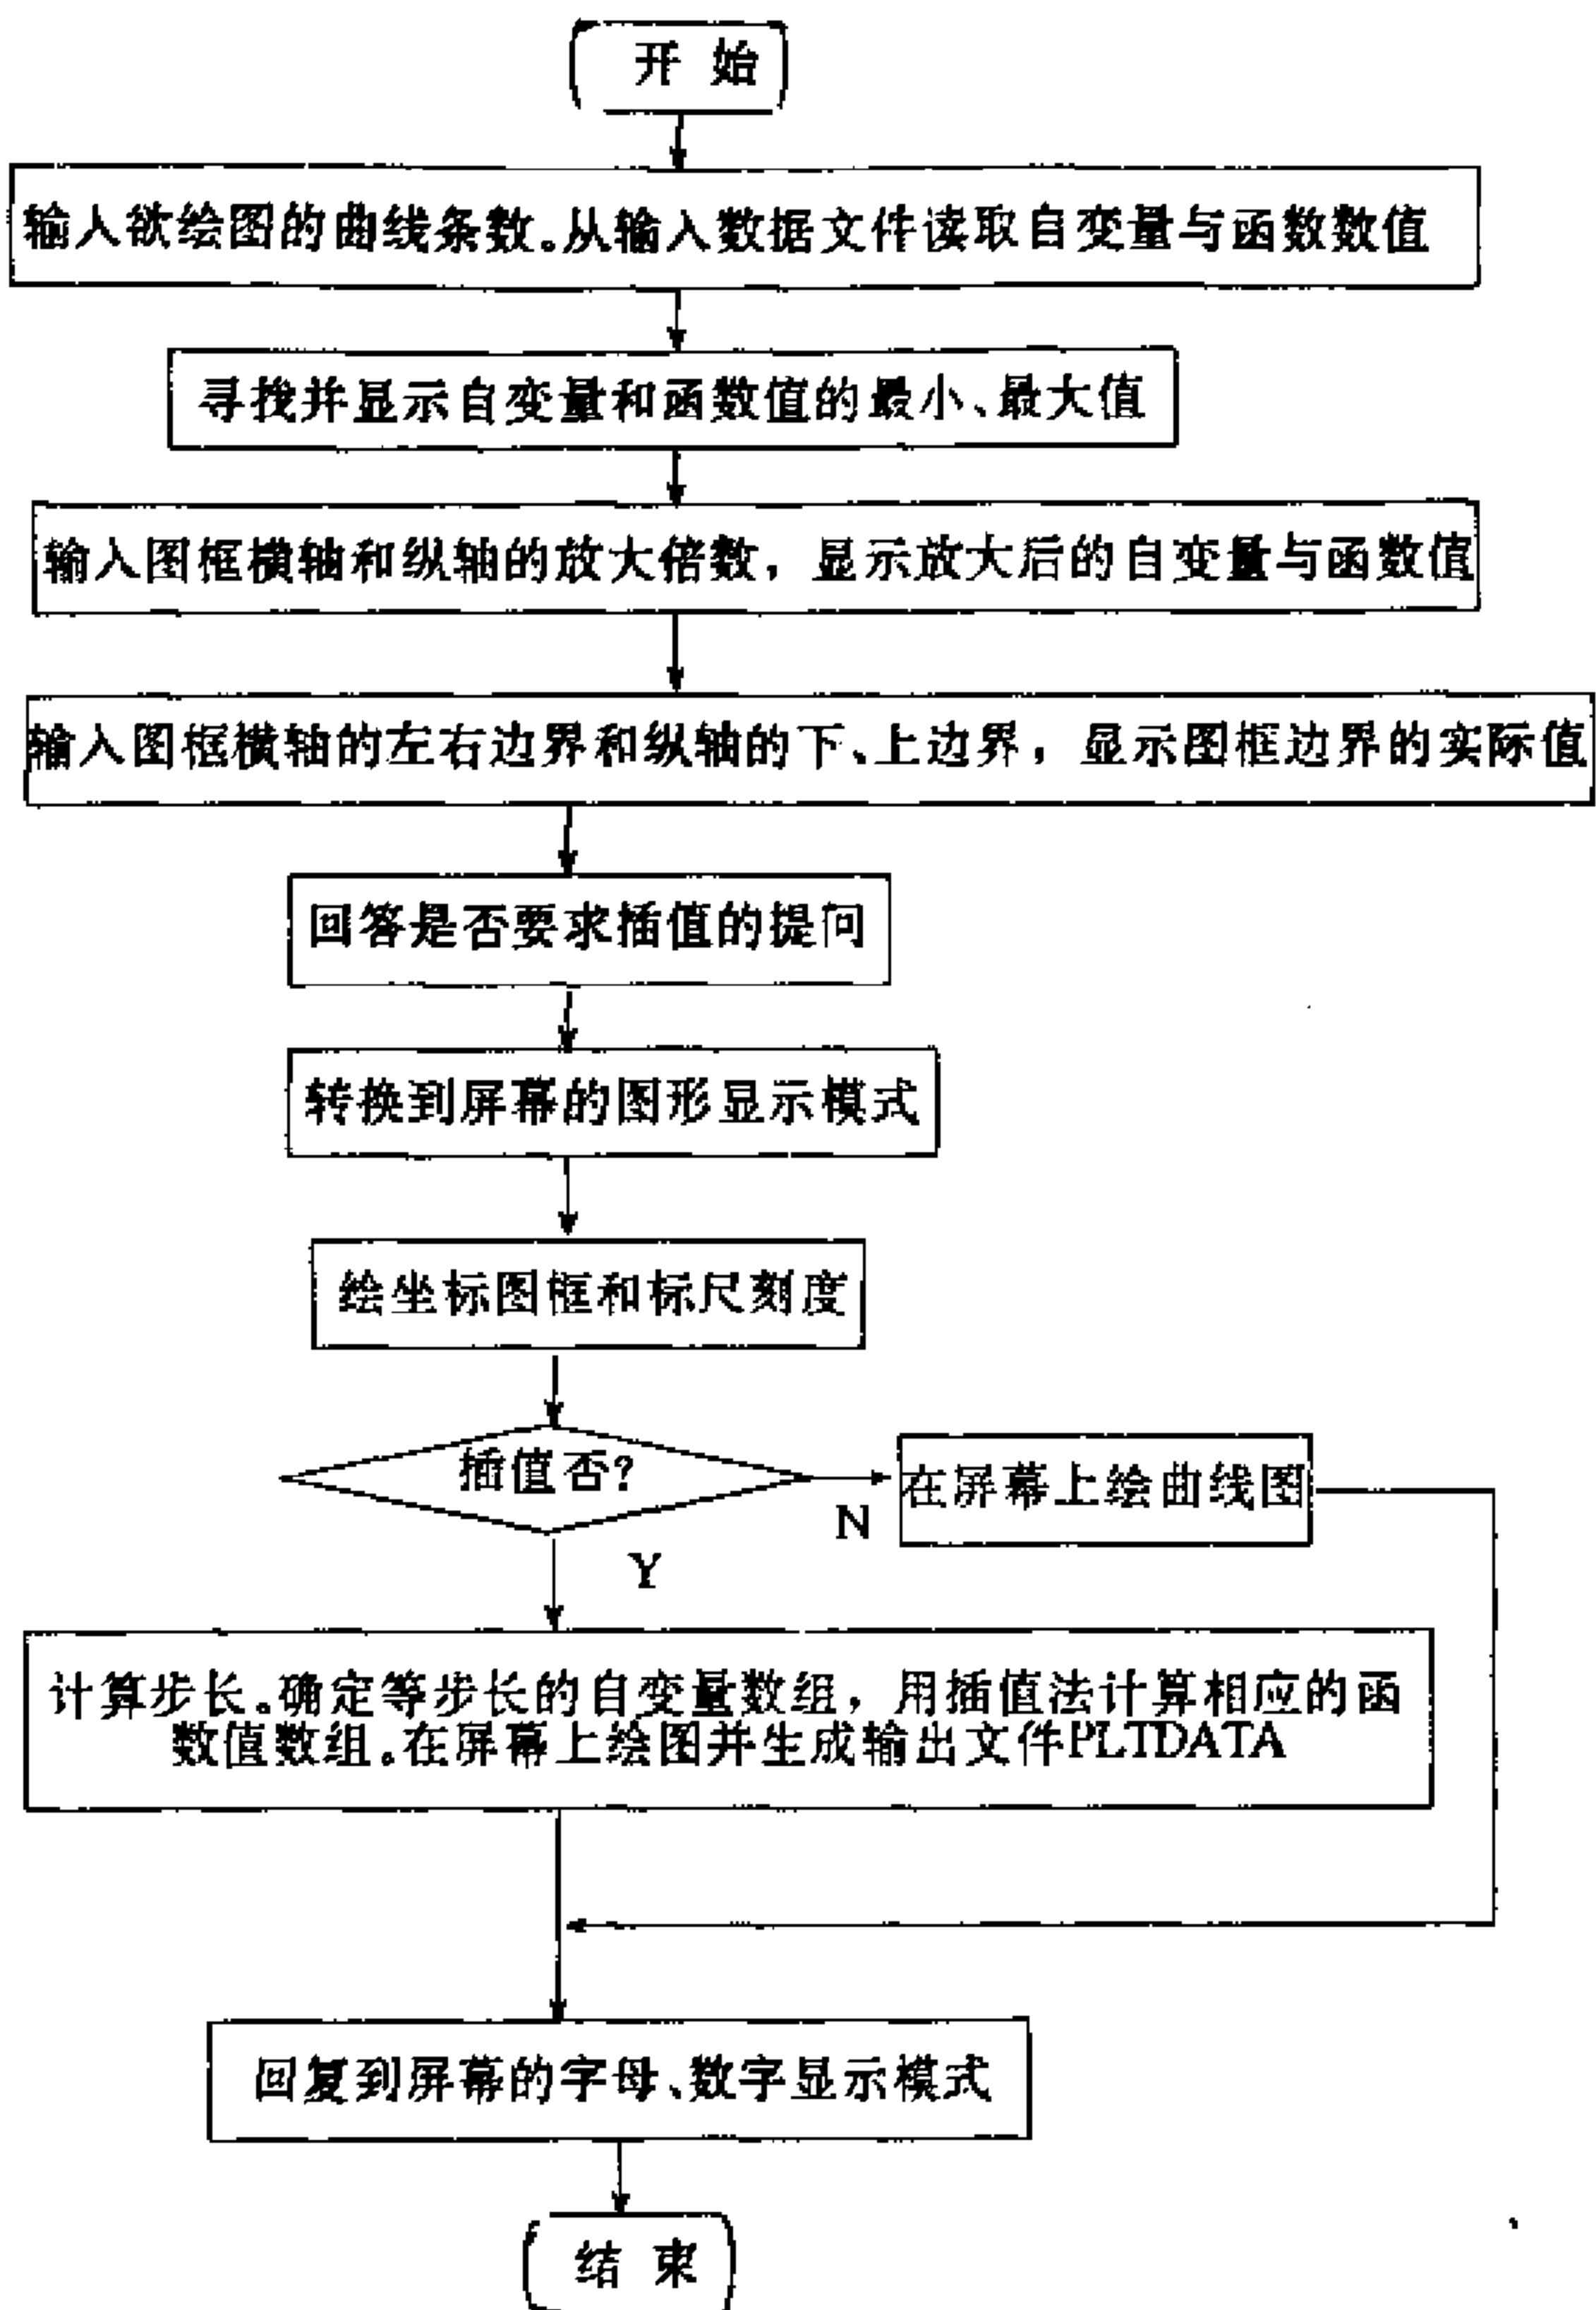 开 始
输入欲绘图的曲线条数。从输入数据文件读取自变量与函数数值
寻找并显示自变量和函数值的最小、最大值
输入图框横轴和纵轴的放大倍数，显示放大后的自变量与函数值
输入图框横轴的左右边界和纵轴的下、上边界，显示图框边界的实际值
回答是否要求插值的提问
转换到屏幕的图形显示模式
绘坐标图框和标尺刻度
插值否?
在屏幕上绘曲线图
N
Y
计算步长。确定等步长的自变量数组，用插值法计算相应的函
数值数组。在屏幕上绘图并生成输出文件PLTDATA
回复到屏幕的字母、数字显示模式
结 束